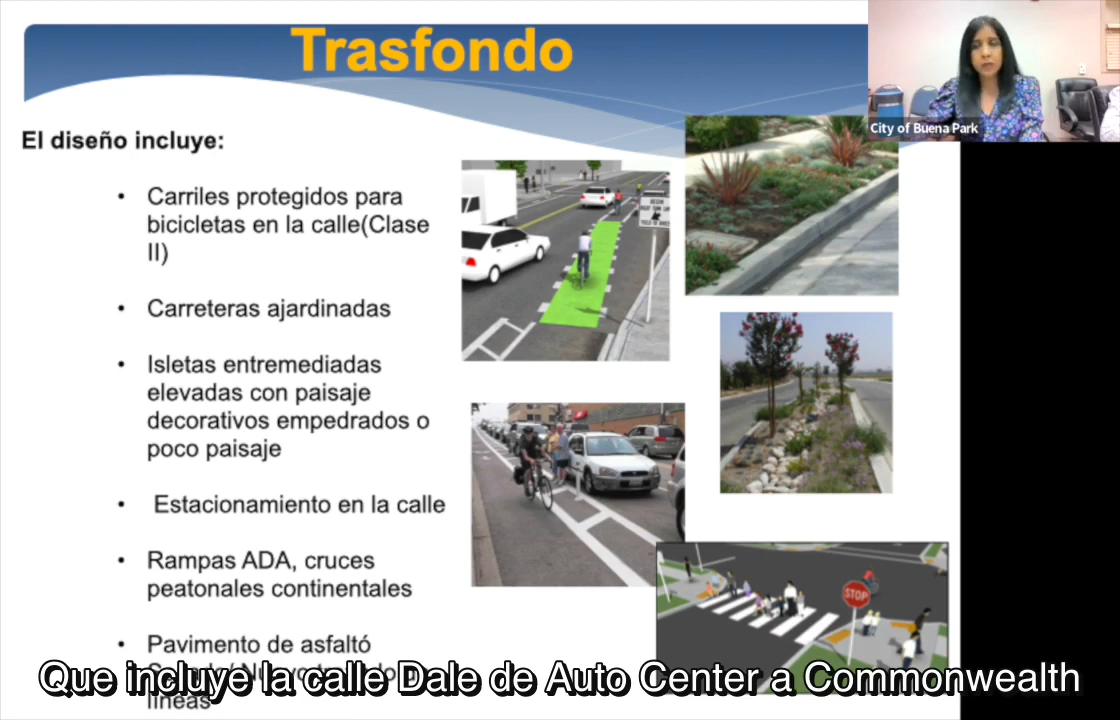 Trasfondo
City of Buena Park
El diseño incluye:
• Carriles protegidos para
bicicletas en la calle(Clase
II)
• Carreteras ajardinadas
• Isletas entremediadas
elevadas con paisaje
decorativos empedrados o
poco paisaje
• Estacionamiento en la calle
• Rampas ADA, cruces
peatonales continentales
• Pavimento de asfaltó
líneas
STOP
Que incluye la calle Dale de Auto Center a Commonwealth